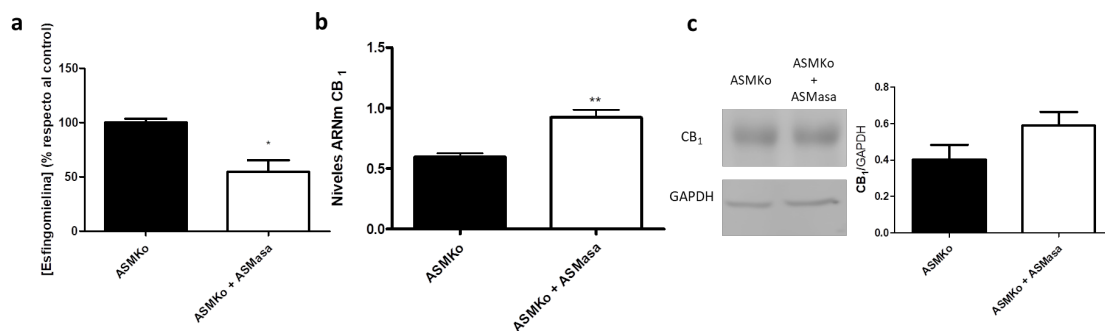 a
[Esfingomielina] (% respecto al control)
150
100
50
0
*
ASMKo
ASMKo + ASMasa
b
Niveles ARNm CB 1
1.5
1.0
0.5
0.0
**
ASMKo
ASMKo + ASMasa
c
ASMKo
ASMKo
+
ASMasa
CB1
GAPDH
CB1/GAPDH
0.8
0.6
0.4
0.2
0.0
ASMKo
ASMKo + ASMasa